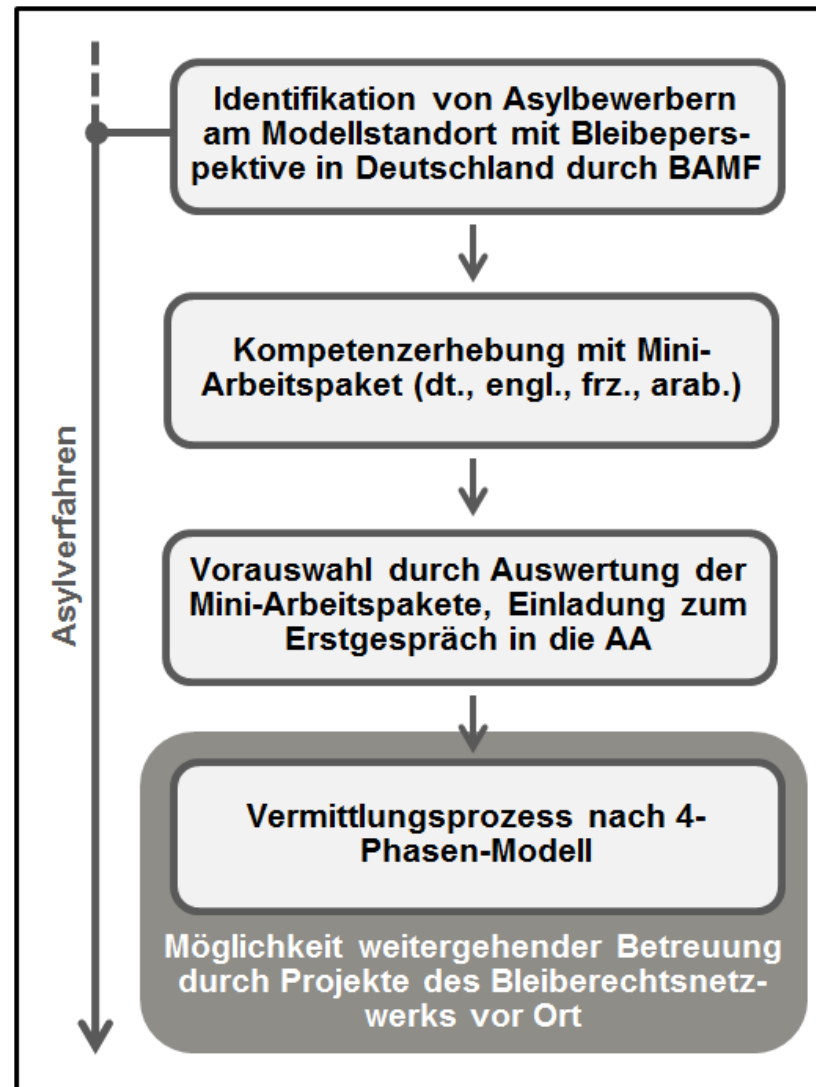 Identifikation von Asylbewerbern
am Modellstandort mit Bleibepers-
pektive in Deutschland durch BAMF
Kompetenzerhebung mit Mini-
Arbeitspaket (dt., engl., frz., arab.)
Asylverfahren
Vorauswahl durch Auswertung der
Mini-Arbeitspakete, Einladung zum
Erstgespräch in die AA
Vermittlungsprozess nach 4-
Phasen-Modell
Möglichkeit weitergehender Betreuung
durch Projekte des Bleiberechtsnetz-
werks vor Ort